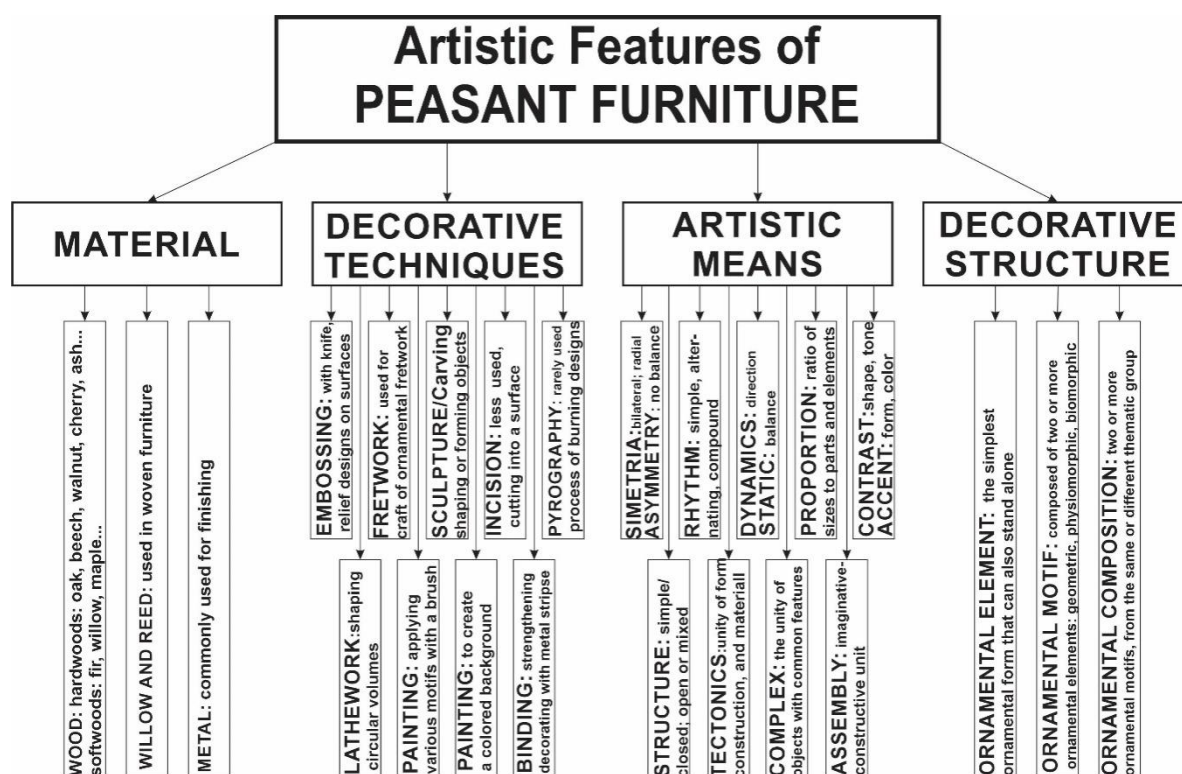 Artistic Features of
PEASANT FURNITURE
MATERIAL
WOOD: hardwoods: oak, beech, walnut, cherry, ash...
softwoods: fir, willow, maple...
WILLOW AND REED: used in woven furniture
METAL: commonly used for finishing
DECORATIVE
TECHNIQUES
EMBOSSING: with knife,
relief designs on surfaces
LATHEWORK:shaping
circular volumes
FRETWORK: used for
craft of ornamental fretwork
PAINTING: applying
various motifs with a brush
SCULPTURE/Carving
shaping or forming objects
PAINTING: to create
a colored background
INCISION: less used,
cutting into a surface
BINDING: strengthening
decorating with metal stripse
PYROGRAPHY: rarely used
process of burning designs
ARTISTIC
MEANS
SIMETRIA:bilateral; radial
ASYMMETRY: no balance
STRUCTURE: simple/
closed; open or mixed
RHYTHM: simple, alter-
nating, compound
TECTONICS:unity of form
construction, and materiall
DYNAMICS: direction
STATIC: balance
COMPLEX: the unity of
objects with common features
PROPORTION: ratio of
sizes to parts and elements
ASSEMBLY: imaginative-
constructive unit
CONTRAST:shape, tone
ACCENT: form, color
DECORATIVE
STRUCTURE
ORNAMENTAL ELEMENT: the simplest
ornamental form that can also stand alone
ORNAMENTAL MOTIF: composed of two or more
ornamental elements: geometric, physiomorphic, biomorphic
ORNAMENTAL COMPOSITION: two or more
ornamental motifs, from the same or different thematic group